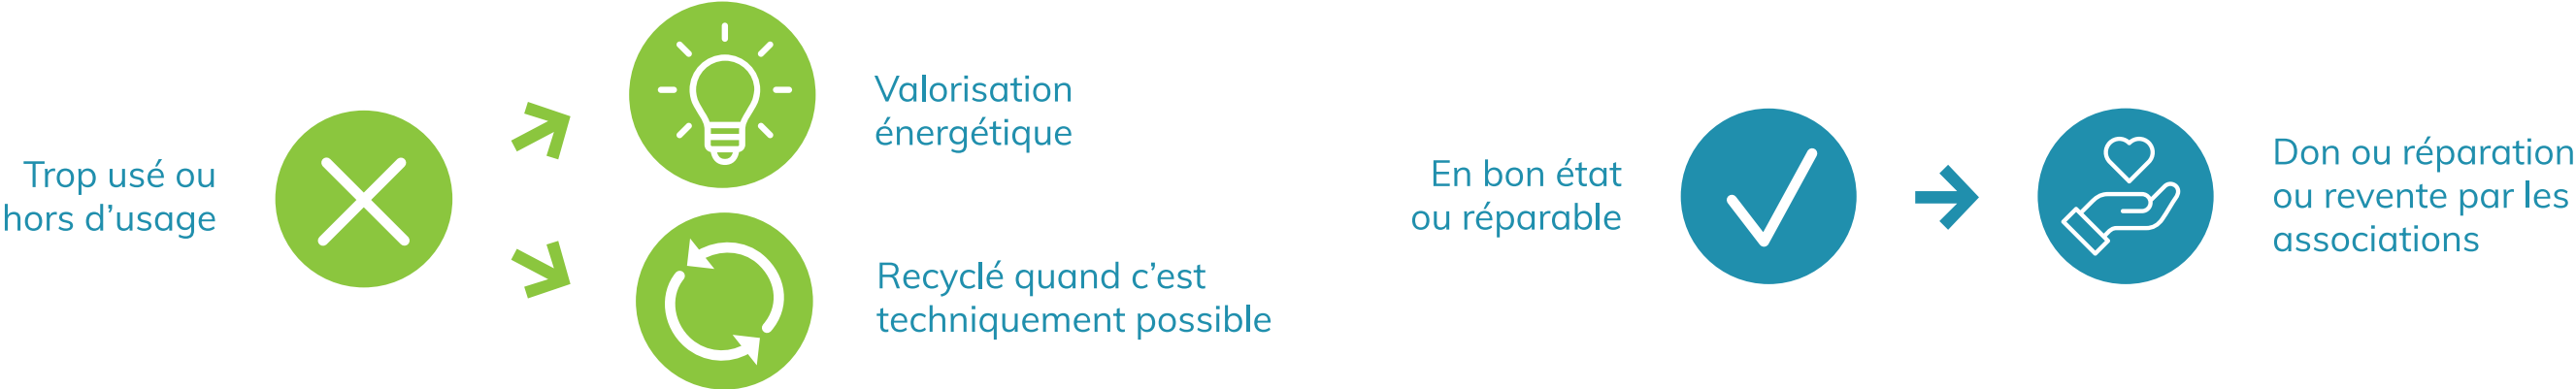 Trop usé ou
hors d’usage
Valorisation
énergétique
Recyclé quand c’est
techniquement possible
En bon état
ou réparable
Don ou réparation
ou revente par les
associations